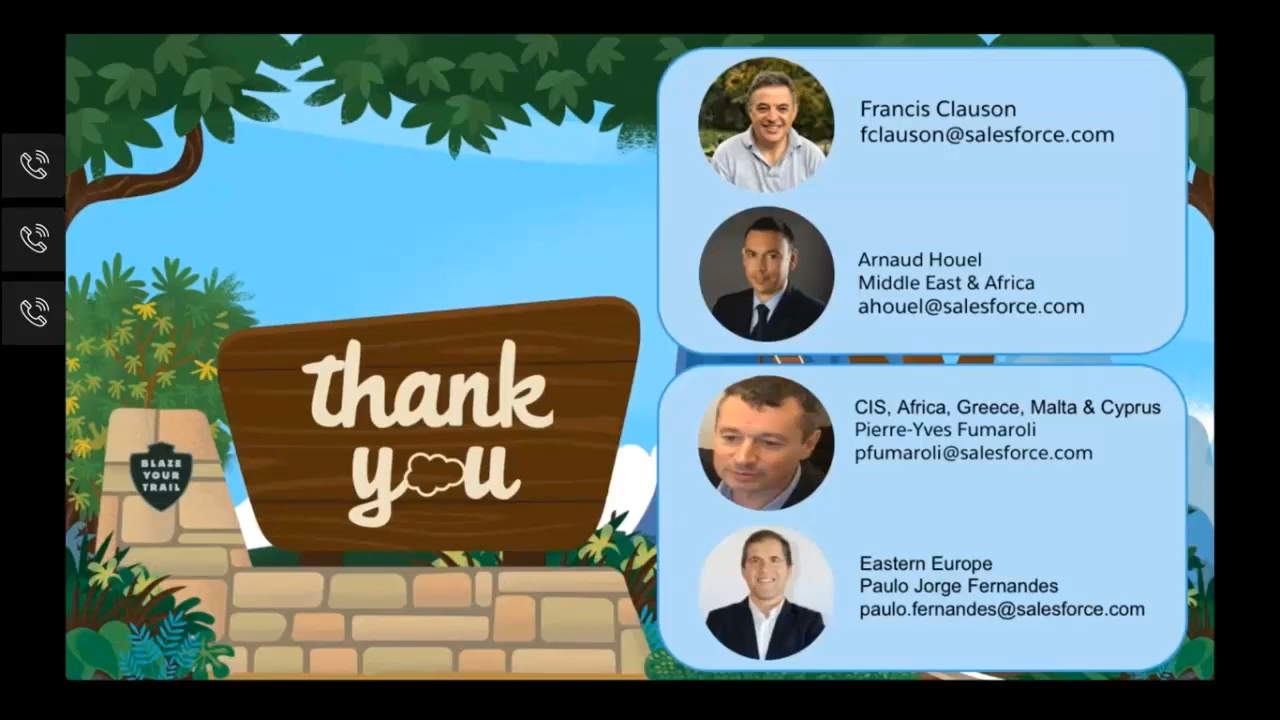 thank
you
BLAZE
YOUR
TRAIL
Francis Clauson
fclauson@salesforce.com
Arnaud Houel
Middle East & Africa
ahouel@salesforce.com
CIS, Africa, Greece, Malta & Cyprus
Pierre-Yves Fumaroli
pfumaroli@salesforce.com
Eastern Europe
Paulo Jorge Fernandes
paulo.fernandes@salesforce.com